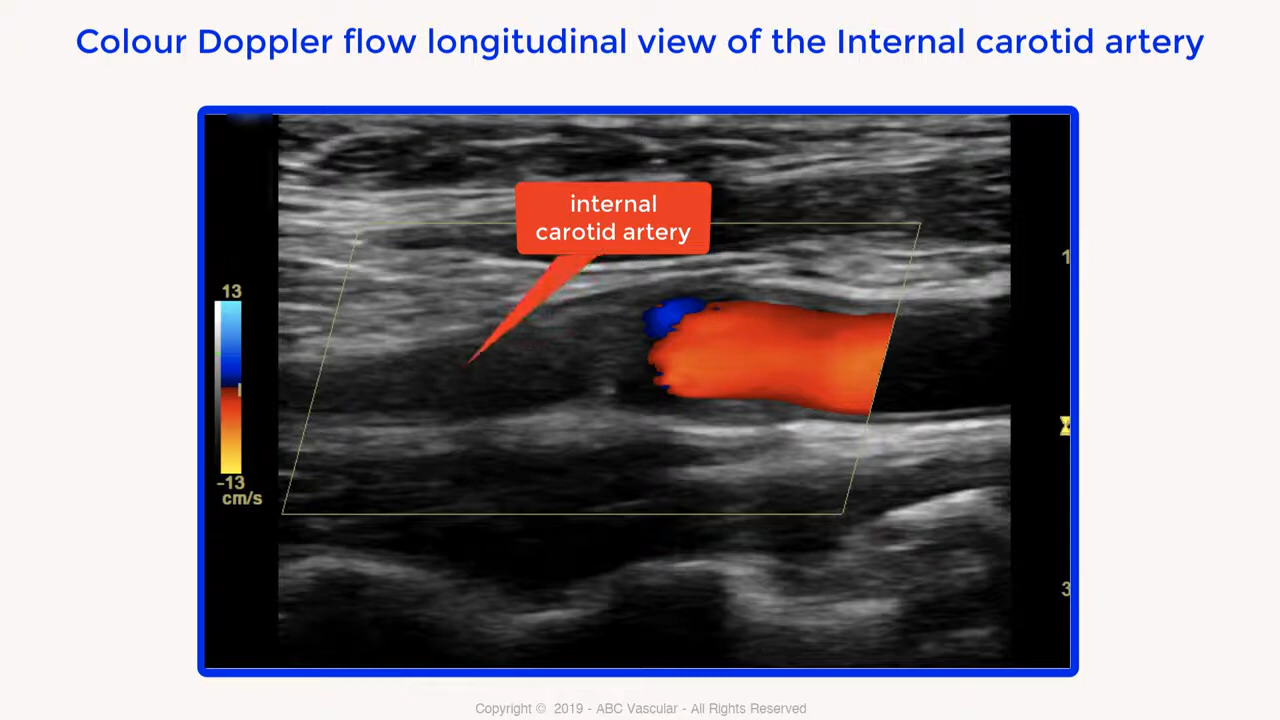 Colour Doppler flow longitudinal view of the Internal carotid artery
internal
carotid artery
1
13
-13
cm/s
3
Copyright © 2019 - ABC Vascular - All Rights Reserved